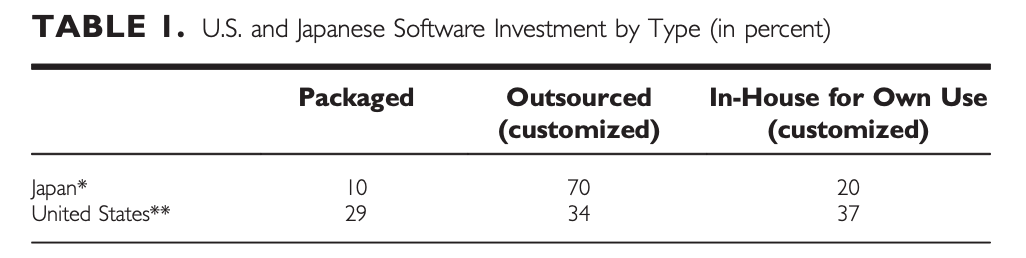 TABLE 1. U.S. and Japanese Software Investment by Type (in percent)
Packaged Outsourced In-House for Own Use
(customized) (customized)
Japan* 10 70 20
United States** 29 34 37